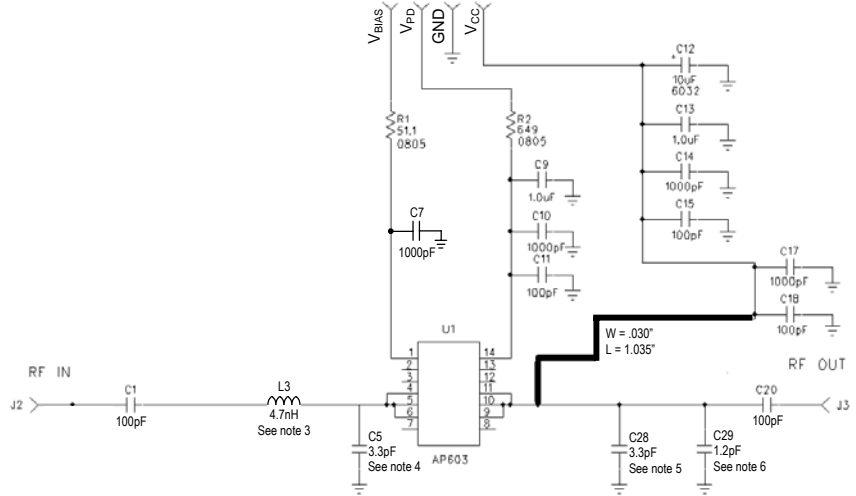 VBIAS
VPD
GND
VCC
C12
+
10uF
6032
C13
1.0uF
C14
1000pF
C15
100pF
C17
1000pF
C18
100pF
R1
51.1
0805
R2
649
0805
C9
1.0uF
C10
1000pF
C11
100pF
C7
1000pF
U1
1
2
3
4
5
6
7
14
13
12
11
10
9
8
AP603
W = .030"
L = 1.035"
RF IN
J2
C1
100pF
L3
4.7nH
See note 3
C5
3.3pF
See note 4
C28
3.3pF
See note 5
C29
1.2pF
See note 6
C20
100pF
RF OUT
J3